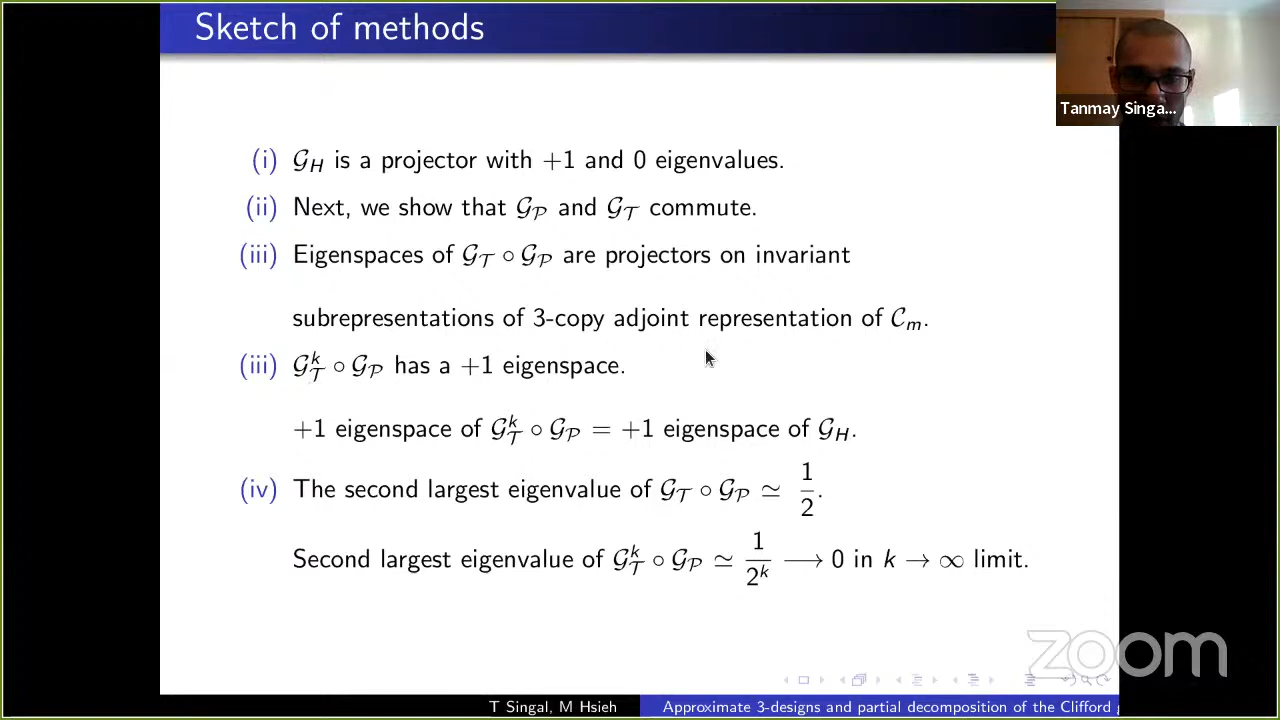 Sketch of methods
Tanmay Singa...
(i) 𝒢_H is a projector with +1 and 0 eigenvalues.
(ii) Next, we show that 𝒢_𝒫 and 𝒢_𝒯 commute.
(iii) Eigenspaces of 𝒢_𝒯 ∘ 𝒢_𝒫 are projectors on invariant
subrepresentations of 3-copy adjoint representation of 𝒞_m.
(iii) 𝒢_𝒯^k ∘ 𝒢_𝒫 has a +1 eigenspace.
+1 eigenspace of 𝒢_𝒯^k ∘ 𝒢_𝒫 = +1 eigenspace of 𝒢_H.
(iv) The second largest eigenvalue of 𝒢_𝒯 ∘ 𝒢_𝒫 ≃ 1/2.
Second largest eigenvalue of 𝒢_𝒯^k ∘ 𝒢_𝒫 ≃ 1/2^k ⟶ 0 in k → ∞ limit.
zoom
T Singal, M Hsieh
Approximate 3-designs and partial decomposition of the Clifford g